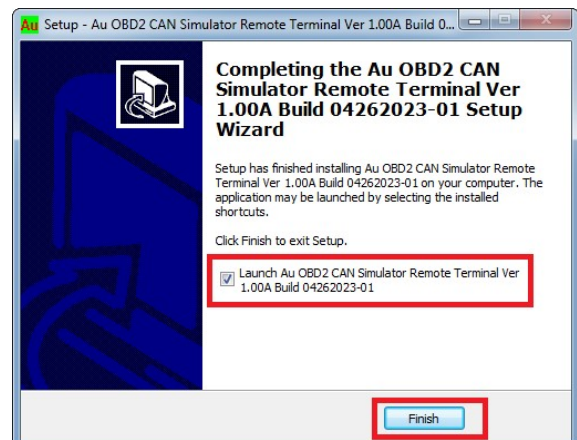 Au Setup - Au OBD2 CAN Simulator Remote Terminal Ver 1.00A Build 0...
Completing the Au OBD2 CAN
Simulator Remote Terminal Ver
1.00A Build 04262023-01 Setup
Wizard
Setup has finished installing Au OBD2 CAN Simulator Remote
Terminal Ver 1.00A Build 04262023-01 on your computer. The
application may be launched by selecting the installed
shortcuts.
Click Finish to exit Setup.
Launch Au OBD2 CAN Simulator Remote Terminal Ver
1.00A Build 04262023-01
Finish